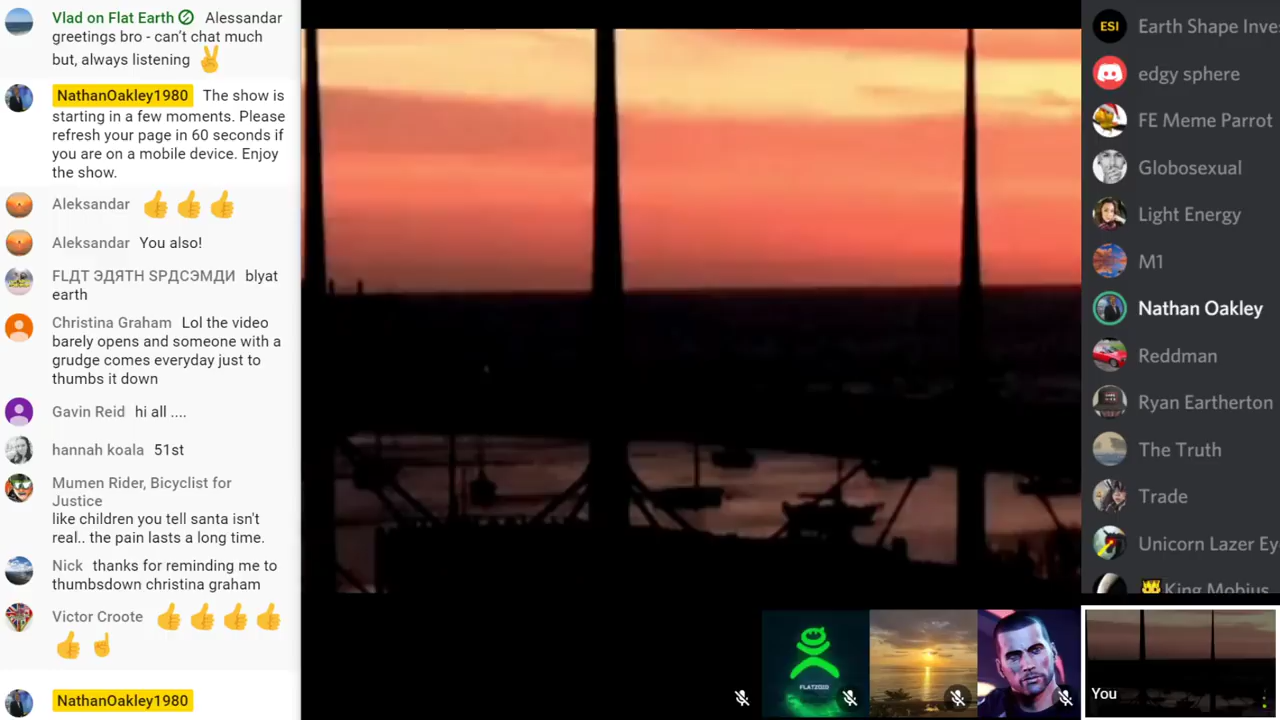 Vlad on Flat Earth Alessandar
greetings bro - can't chat much
but, always listening ✌
NathanOakley1980 The show is
starting in a few moments. Please
refresh your page in 60 seconds if
you are on a mobile device. Enjoy
the show.
Aleksandar 👍 👍 👍
Aleksandar You also!
FLДT ЭДЯTH SPДCЭMДИ blyat
earth
Christina Graham Lol the video
barely opens and someone with a
grudge comes everyday just to
thumbs it down
Gavin Reid hi all ....
hannah koala 51st
Mumen Rider, Bicyclist for
Justice
like children you tell santa isn't
real.. the pain lasts a long time.
Nick thanks for reminding me to
thumbsdown christina graham
Victor Croote 👍 👍 👍 👍
👍 ☝
NathanOakley1980
FLATZOID
You
ESI Earth Shape Inve
edgy sphere
FE Meme Parrot
Globosexual
Light Energy
M1
Nathan Oakley
Reddman
Ryan Eartherton
The Truth
Trade
Unicorn Lazer Ey
King Mobius